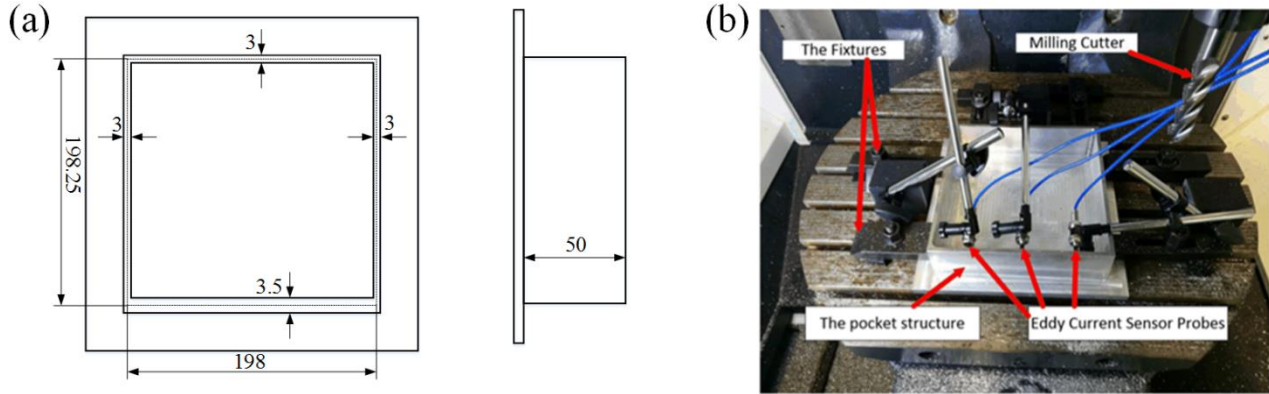 (a)
3
3
3
198.25
3.5
198
50
(b)
The Fixtures
Milling Cutter
The pocket structure
Eddy Current Sensor Probes